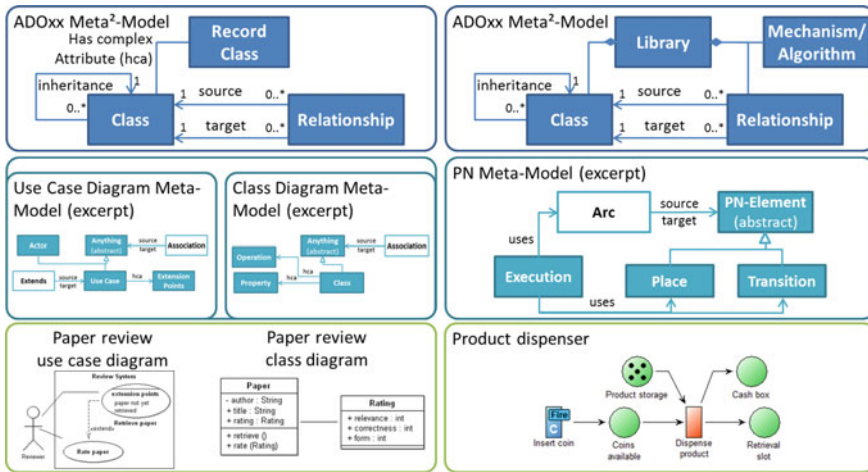 ADOxx Meta²-Model
Has complex
Attribute (hca)
Record
Class
inheritance
1
0..*
Class
1
source
0..*
1
target
0..*
Relationship
ADOxx Meta²-Model
Library
Mechanism/
Algorithm
inheritance
1
0..*
Class
1
source
0..*
1
target
0..*
Relationship
Use Case Diagram Meta-
Model (excerpt)
Actor
Anything
(abstract)
source
target
Association
Extends
source
target
Use Case
hca
Extension
Points
Class Diagram Meta-
Model (excerpt)
Operation
Anything
(abstract)
source
target
Association
Property
hca
hca
Class
PN Meta-Model (excerpt)
Arc
source
target
PN-Element
(abstract)
uses
Execution
Place
Transition
uses
Paper review
use case diagram
Review System
extension points
paper not yet
retrieved
Retrieve paper
«extend»
Rate paper
Reviewer
Paper review
class diagram
Paper
- author : String
+ title : String
+ rating : Rating
+ retrieve ()
+ rate (Rating)
Rating
+ relevance : int
+ correctness : int
+ form : int
Product dispenser
Product storage
Cash box
Fire
C
Insert coin
Coins
available
Dispense
product
Retrieval
slot